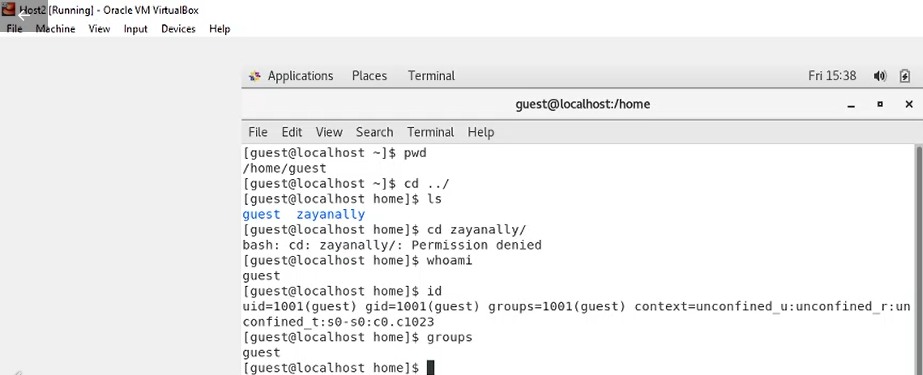 Host2 [Running] - Oracle VM VirtualBox
File Machine View Input Devices Help
Applications Places Terminal Fri 15:38
guest@localhost:/home
File Edit View Search Terminal Help
[guest@localhost ~]$ pwd
/home/guest
[guest@localhost ~]$ cd ../
[guest@localhost home]$ ls
guest zayanally
[guest@localhost home]$ cd zayanally/
bash: cd: zayanally/: Permission denied
[guest@localhost home]$ whoami
guest
[guest@localhost home]$ id
uid=1001(guest) gid=1001(guest) groups=1001(guest) context=unconfined_u:unconfined_r:un
confined_t:s0-s0:c0.c1023
[guest@localhost home]$ groups
guest
[guest@localhost home]$